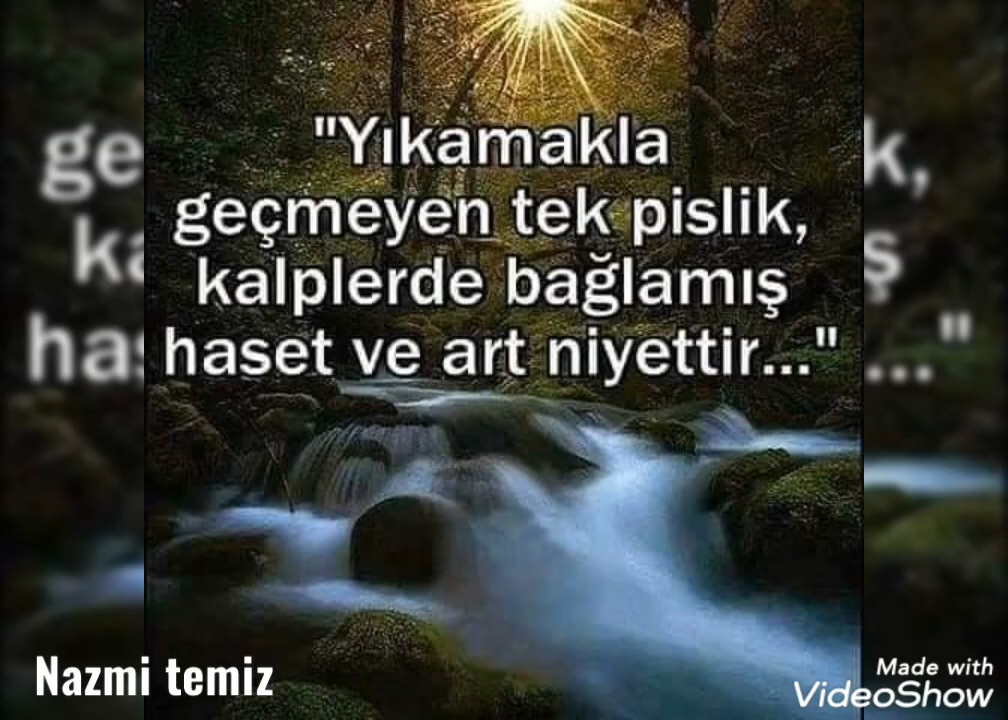 "Yıkamakla
geçmeyen tek pislik,
kalplerde bağlamış
haset ve art niyettir..."
Nazmi temiz
Made with
VideoShow